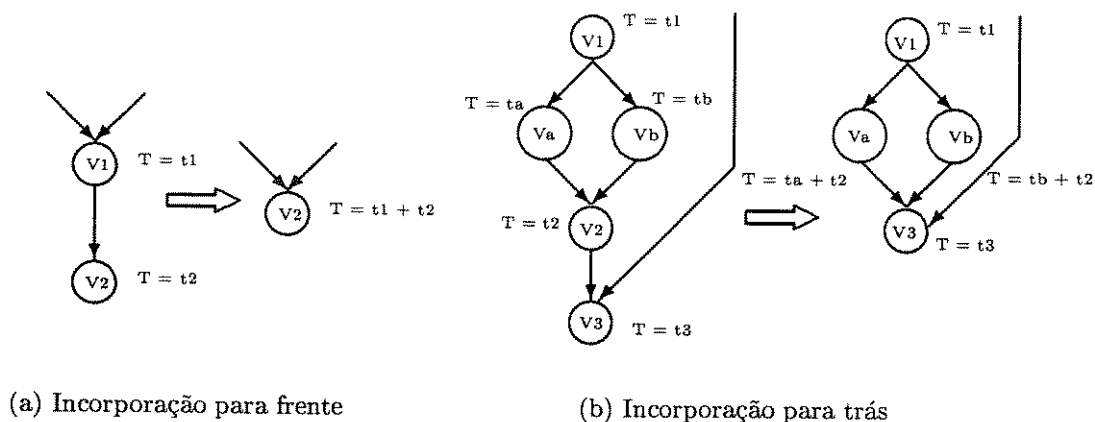 V1
T = t1
V2
T = t2
V2
T = t1 + t2
V1
T = t1
T = ta
Va
T = tb
Vb
T = t2
V2
V3
T = t3
V1
T = t1
Va
Vb
T = ta + t2
T = tb + t2
V3
T = t3
(a) Incorporação para frente
(b) Incorporação para trás